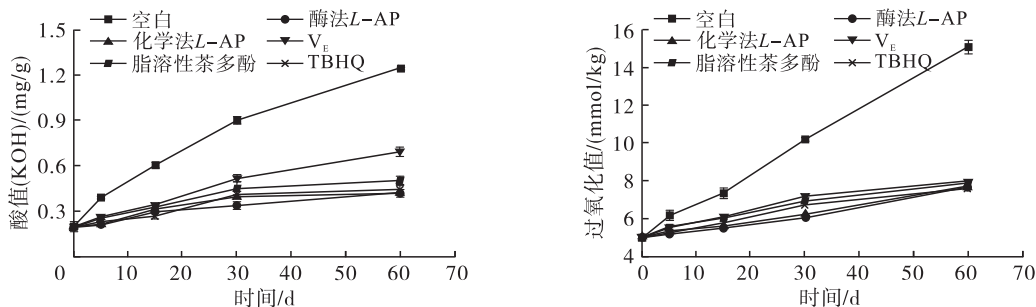 空白 酶法L-AP
化学法L-AP V_E
脂溶性茶多酚 TBHQ
酸值(KOH)/(mg/g)
1.5
1.2
0.9
0.6
0.3
0 10 20 30 40 50 60 70
时间/d
空白 酶法L-AP
化学法L-AP V_E
脂溶性茶多酚 TBHQ
过氧化值/(mmol/kg)
16
14
12
10
8
6
4
0 10 20 30 40 50 60 70
时间/d